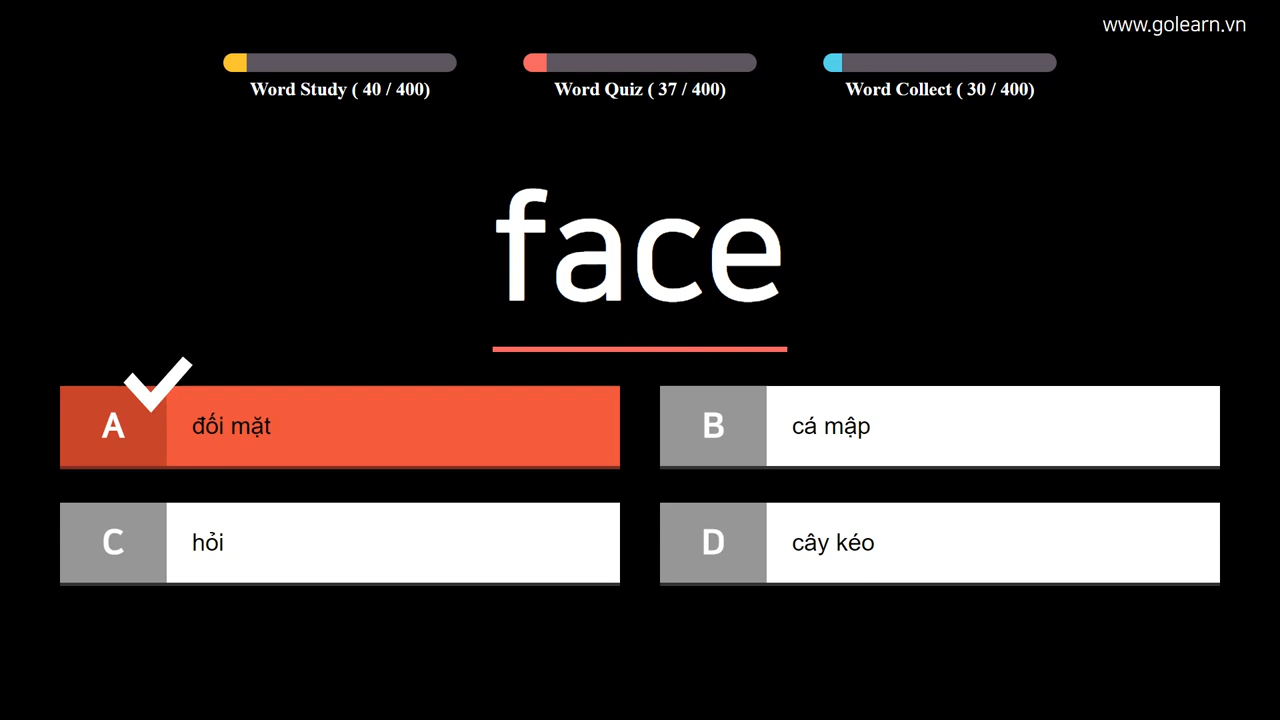 www.golearn.vn
Word Study ( 40 / 400)
Word Quiz ( 37 / 400)
Word Collect ( 30 / 400)
face
A đối mặt
B cá mập
C hỏi
D cây kéo